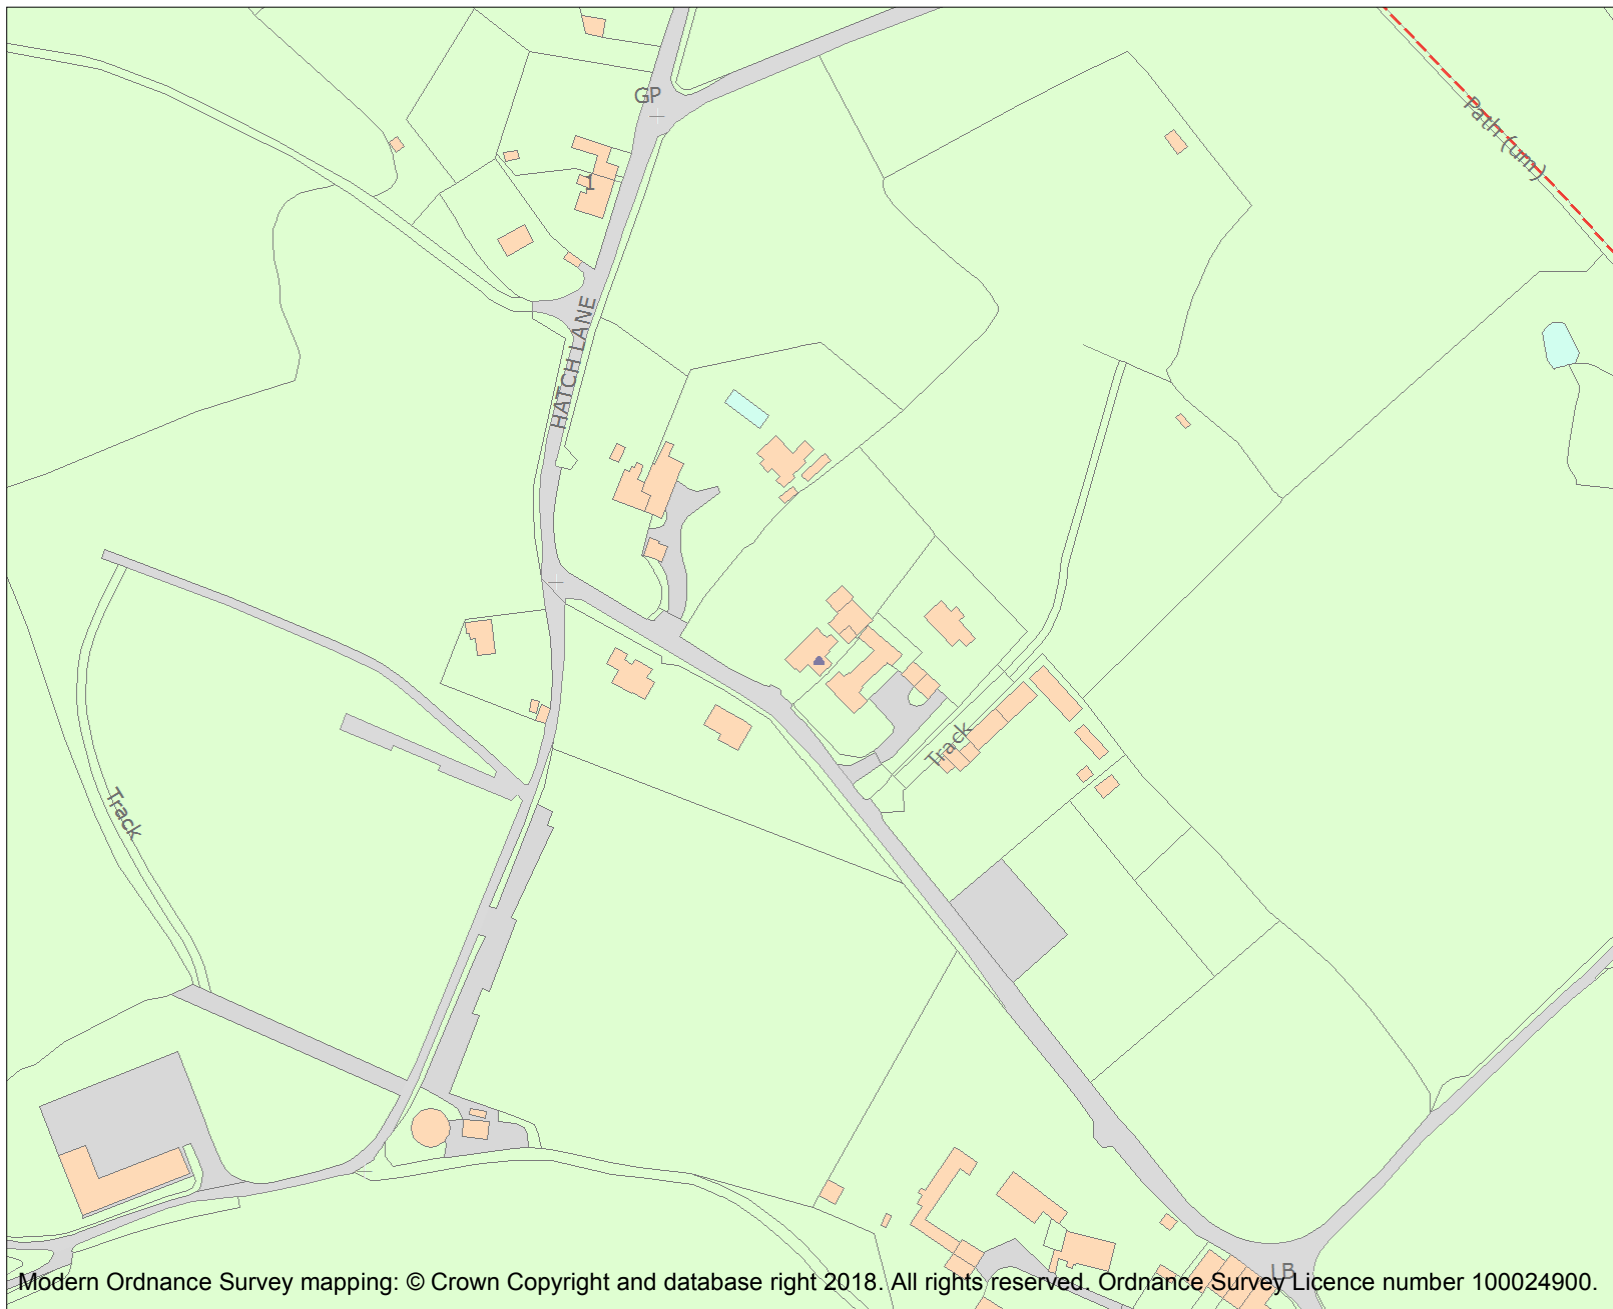 GP
Path (um)
1
HATCH LANE
Track
Track
LB
Modern Ordnance Survey mapping: © Crown Copyright and database right 2018. All rights reserved. Ordnance Survey Licence number 100024900.